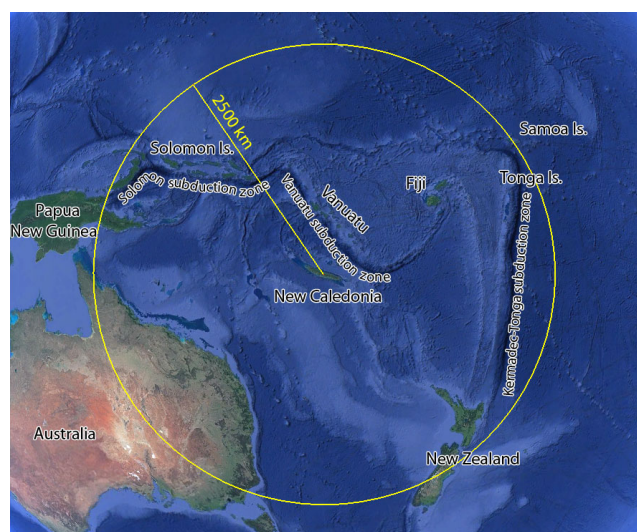 2500 km
Samoa Is.
Solomon Is.
Tonga Is.
Fiji
Solomon subduction zone
Vanuatu
Vanuatu subduction zone
Papua
New Guinea
New Caledonia
Kermadec-Tonga subduction zone
Australia
New Zealand